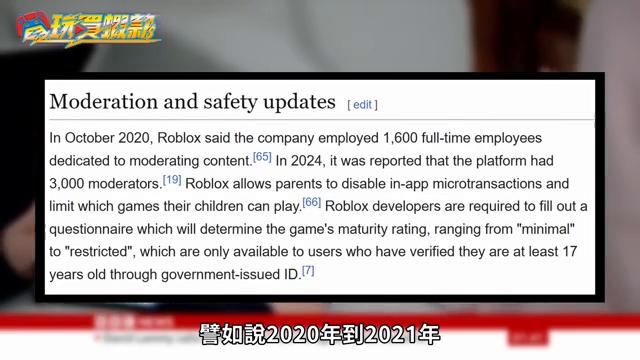 玩買蝦款
Moderation and safety updates [ edit ]
In October 2020, Roblox said the company employed 1,600 full-time employees
dedicated to moderating content.[65] In 2024, it was reported that the platform had
3,000 moderators.[19] Roblox allows parents to disable in-app microtransactions and
limit which games their children can play.[66] Roblox developers are required to fill out a
questionnaire which will determine the game's maturity rating, ranging from "minimal"
to "restricted", which are only available to users who have verified they are at least 17
years old through government-issued ID.[7]
NEWS
譬如說2020年到2021年